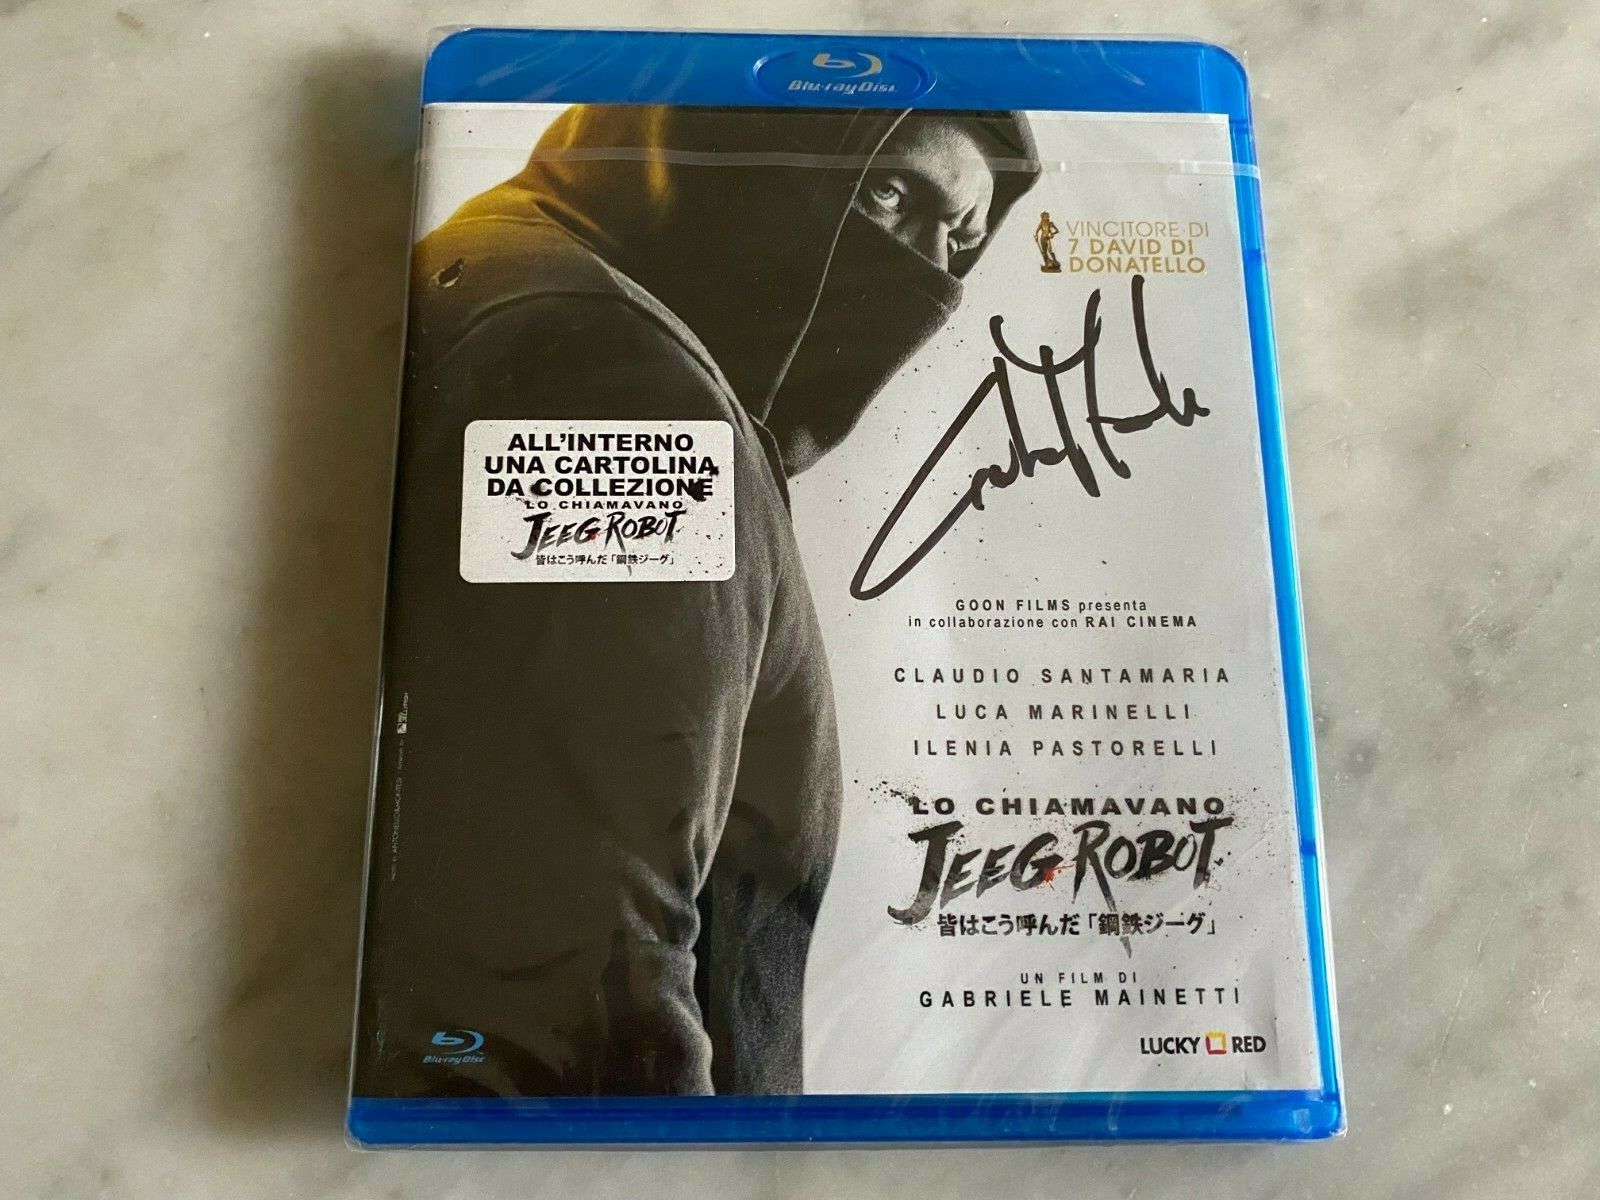 Blu-ray Disc
VINCITORE DI
7 DAVID DI
DONATELLO
ALL'INTERNO
UNA CARTOLINA
DA COLLEZIONE
LO CHIAMAVANO
JEEG ROBOT
皆はこう呼んだ「鋼鉄ジーグ」
GOON FILMS presenta
in collaborazione con RAI CINEMA
CLAUDIO SANTAMARIA
LUCA MARINELLI
ILENIA PASTORELLI
LO CHIAMAVANO
JEEG ROBOT
皆はこう呼んだ「鋼鉄ジーグ」
UN FILM DI
GABRIELE MAINETTI
Blu-ray Disc
LUCKY RED